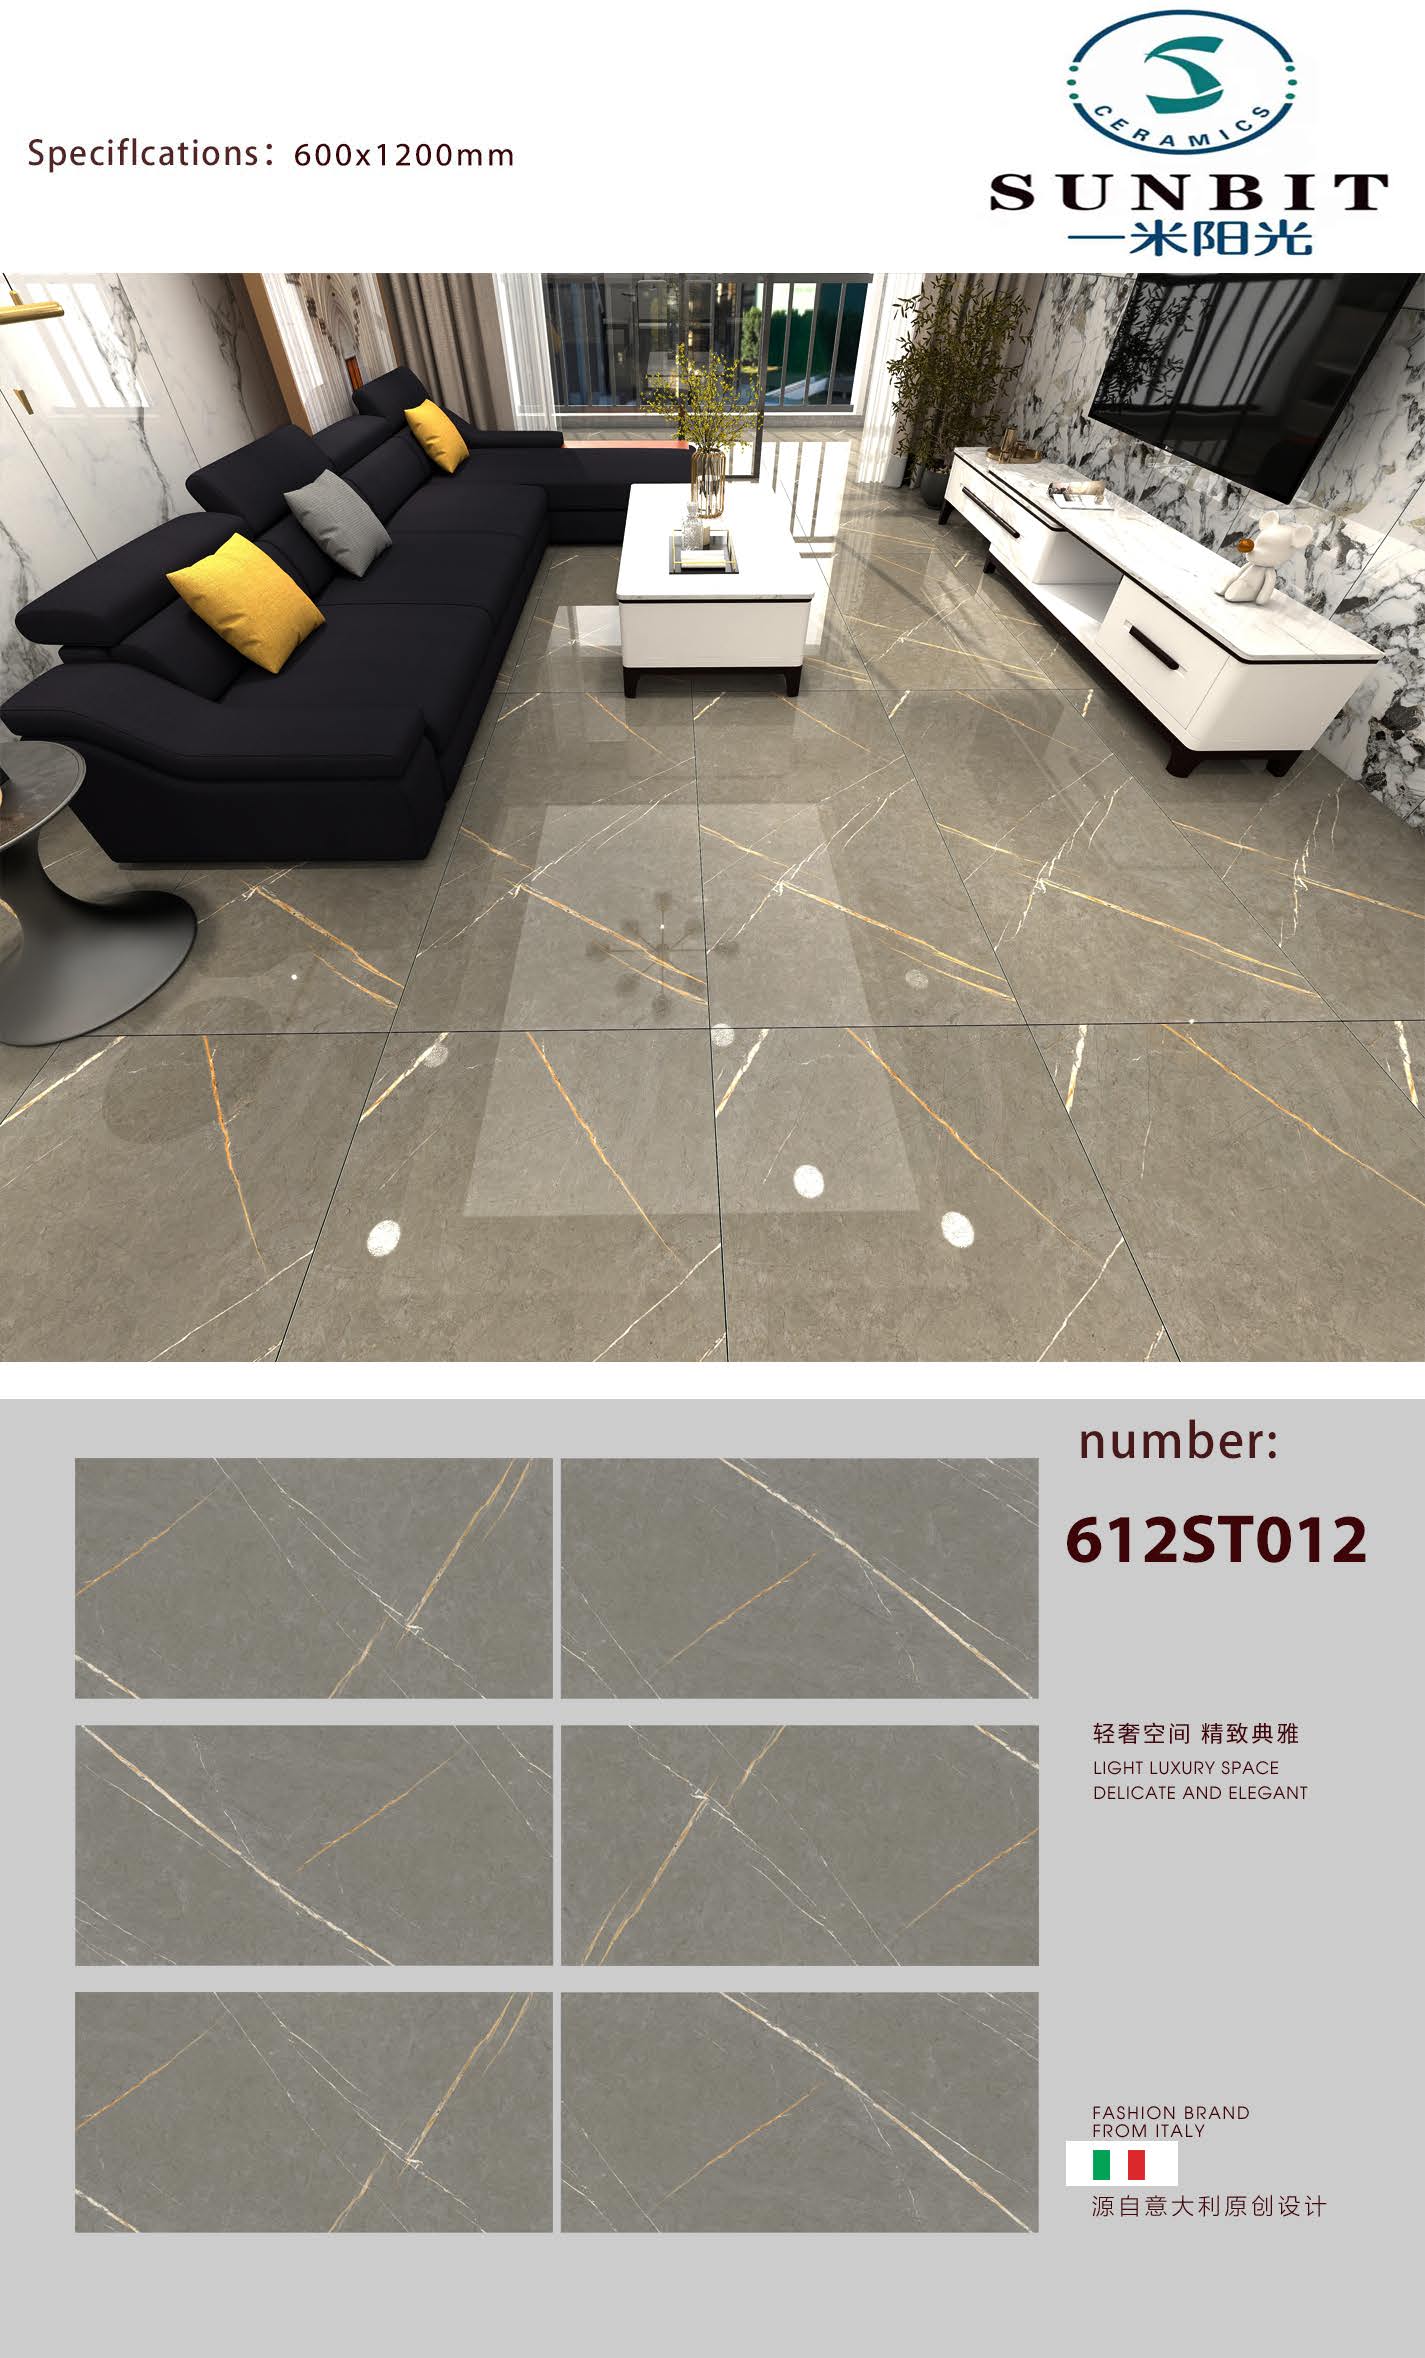 CERAMICS
SUNBIT
一米阳光
Speciflcations: 600x1200mm
number:
612ST012
轻奢空间 精致典雅
LIGHT LUXURY SPACE
DELICATE AND ELEGANT
FASHION BRAND
FROM ITALY
源自意大利原创设计